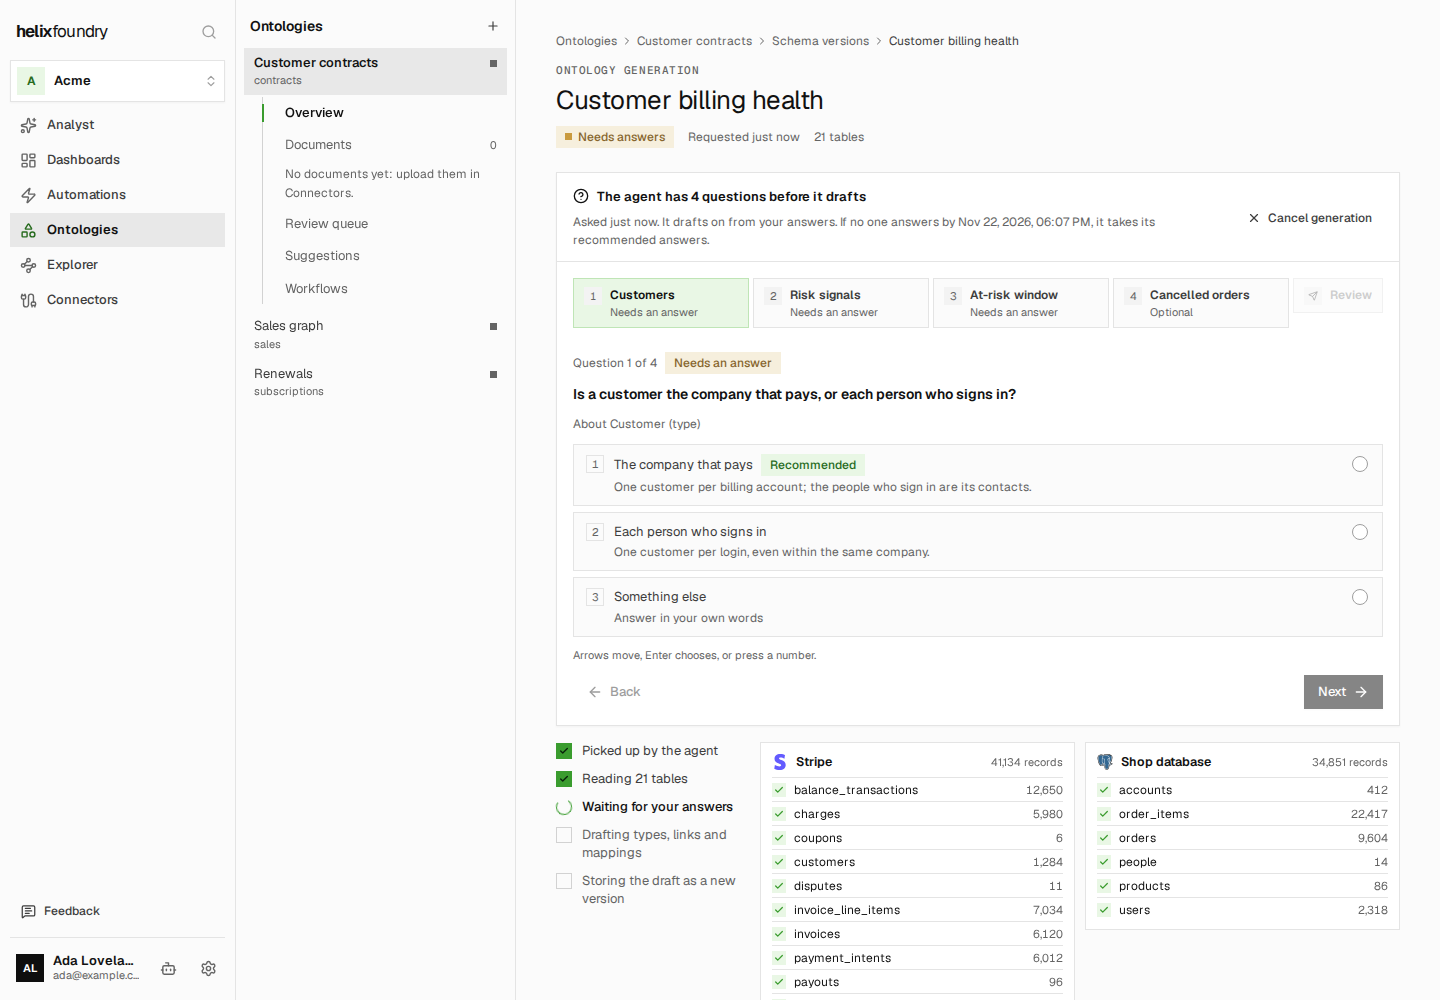 helixfoundry
A Acme
Analyst
Dashboards
Automations
Ontologies
Explorer
Connectors
Feedback
AL Ada Lovela...
ada@example.c...
Ontologies
Customer contracts
contracts
Overview
Documents 0
No documents yet: upload them in
Connectors.
Review queue
Suggestions
Workflows
Sales graph
sales
Renewals
subscriptions
Ontologies > Customer contracts > Schema versions > Customer billing health
ONTOLOGY GENERATION
Customer billing health
Needs answers Requested just now 21 tables
The agent has 4 questions before it drafts
Asked just now. It drafts on from your answers. If no one answers by Nov 22, 2026, 06:07 PM, it takes its
recommended answers.
Cancel generation
1 Customers
Needs an answer
2 Risk signals
Needs an answer
3 At-risk window
Needs an answer
4 Cancelled orders
Optional
Review
Question 1 of 4 Needs an answer
Is a customer the company that pays, or each person who signs in?
About Customer (type)
1 The company that pays Recommended
One customer per billing account; the people who sign in are its contacts.
2 Each person who signs in
One customer per login, even within the same company.
3 Something else
Answer in your own words
Arrows move, Enter chooses, or press a number.
Back
Next
Picked up by the agent
Reading 21 tables
Waiting for your answers
Drafting types, links and
mappings
Storing the draft as a new
version
Stripe 41,134 records
balance_transactions 12,650
charges 5,980
coupons 6
customers 1,284
disputes 11
invoice_line_items 7,034
invoices 6,120
payment_intents 6,012
payouts 96
Shop database 34,851 records
accounts 412
order_items 22,417
orders 9,604
people 14
products 86
users 2,318